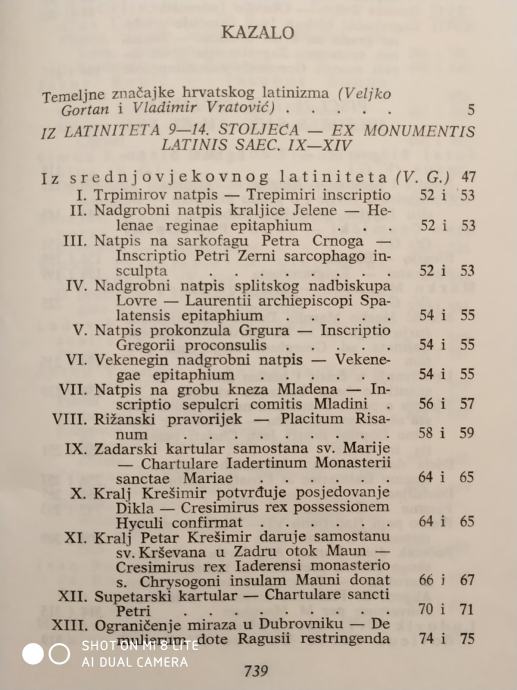 KAZALO
Temeljne značajke hrvatskog latinizma (Veljko
Gortan i Vladimir Vratović) . . . . . 5
IZ LATINITETA 9—14. STOLJEĆA — EX MONUMENTIS
LATINIS SAEC. IX—XIV
Iz srednjovjekovnog latiniteta (V. G.) 47
I. Trpimirov natpis — Trepimiri inscriptio 52 i 53
II. Nadgrobni natpis kraljice Jelene — He-
lenae reginae epitaphium . . . 52 i 53
III. Natpis na sarkofagu Petra Crnoga —
Inscriptio Petri Zerni sarcophago in-
sculpta . . . . . . . 52 i 53
IV. Nadgrobni natpis splitskog nadbiskupa
Lovre — Laurentii archiepiscopi Spa-
latensis epitaphium . . . . . 54 i 55
V. Natpis prokonzula Grgura — Inscriptio
Gregorii proconsulis . . . . . 54 i 55
VI. Vekenegin nadgrobni natpis — Vekene-
gae epitaphium . . . . . . 54 i 55
VII. Natpis na grobu kneza Mladena — In-
scriptio sepulcri comitis Mladini . 56 i 57
VIII. Rižanski pravorijek — Placitum Risa-
num . . . . . . . . 58 i 59
IX. Zadarski kartular samostana sv. Marije
— Chartulare Iadertinum Monasterii
sanctae Mariae . . . . . . 64 i 65
X. Kralj Krešimir potvrđuje posjedovanje
Dikla — Cresimirus rex possessionem
Hyculi confirmat . . . . . 64 i 65
XI. Kralj Petar Krešimir daruje samostanu
sv. Krševana u Zadru otok Maun —
Cresimirus rex Iaderensi monasterio
s. Chrysogoni insulam Mauni donat 66 i 67
XII. Supetarski kartular — Chartulare sancti
Petri . . . . . . . . 70 i 71
XIII. Ograničenje miraza u Dubrovniku — De
mulierum dote Ragusii restringenda 74 i 75
SHOT ON MI 8 LITE
AI DUAL CAMERA
739